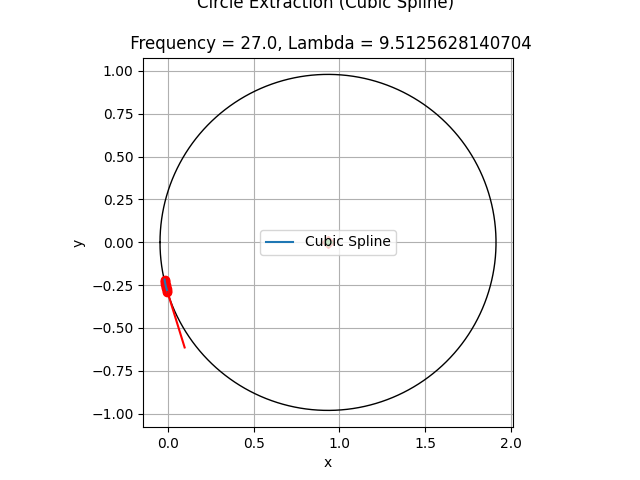 Circle Extraction (Cubic Spline)
Frequency = 27.0, Lambda = 9.5125628140704
1.00
0.75
0.50
0.25
0.00
−0.25
−0.50
−0.75
−1.00
y
Cubic Spline
0.0 0.5 1.0 1.5 2.0
x